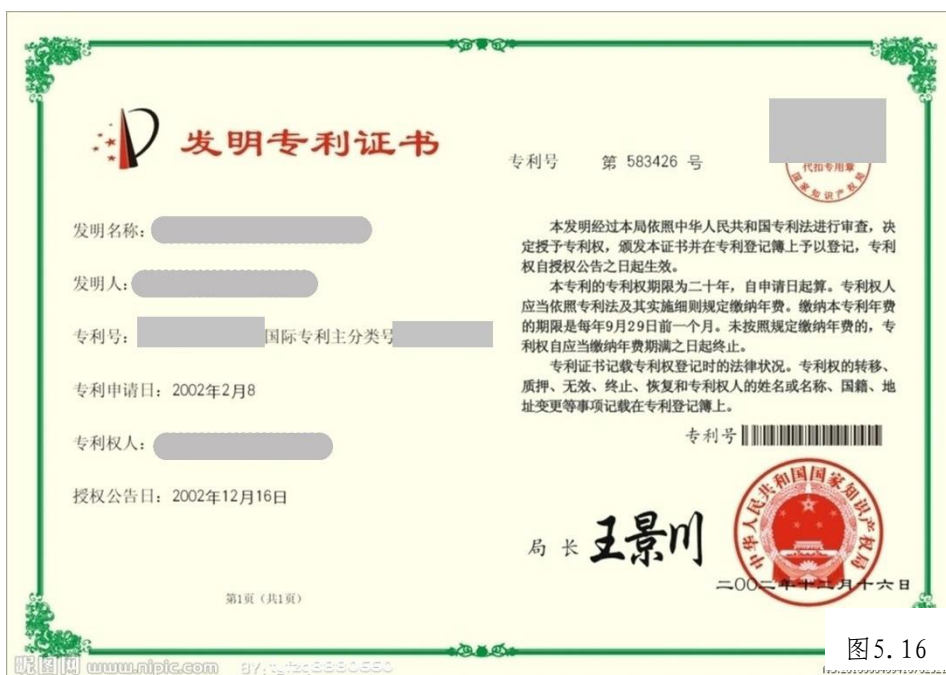 发明专利证书
专利号 第 583426 号
代扣专用章
国家知识产权局
发明名称：
发明人：
专利号： 国际专利主分类号
专利申请日：2002年2月8
专利权人：
授权公告日：2002年12月16日
第1页（共1页）
本发明经过本局依照中华人民共和国专利法进行审查，决
定授予专利权，颁发本证书并在专利登记簿上予以登记，专利
权自授权公告之日起生效。
本专利的专利权期限为二十年，自申请日起算。专利权人
应当依照专利法及其实施细则规定缴纳年费。缴纳本专利年费
的期限是每年9月29日前一个月。未按照规定缴纳年费的，专
利权自应当缴纳年费期满之日起终止。
专利证书记载专利权登记时的法律状况。专利权的转移、
质押、无效、终止、恢复和专利权人的姓名或名称、国籍、地
址变更等事项记载在专利登记簿上。
专利号
局 长 王景川
中华人民共和国国家知识产权局
二〇〇二年十二月十六日
图5.16
昵图网 www.nipic.com